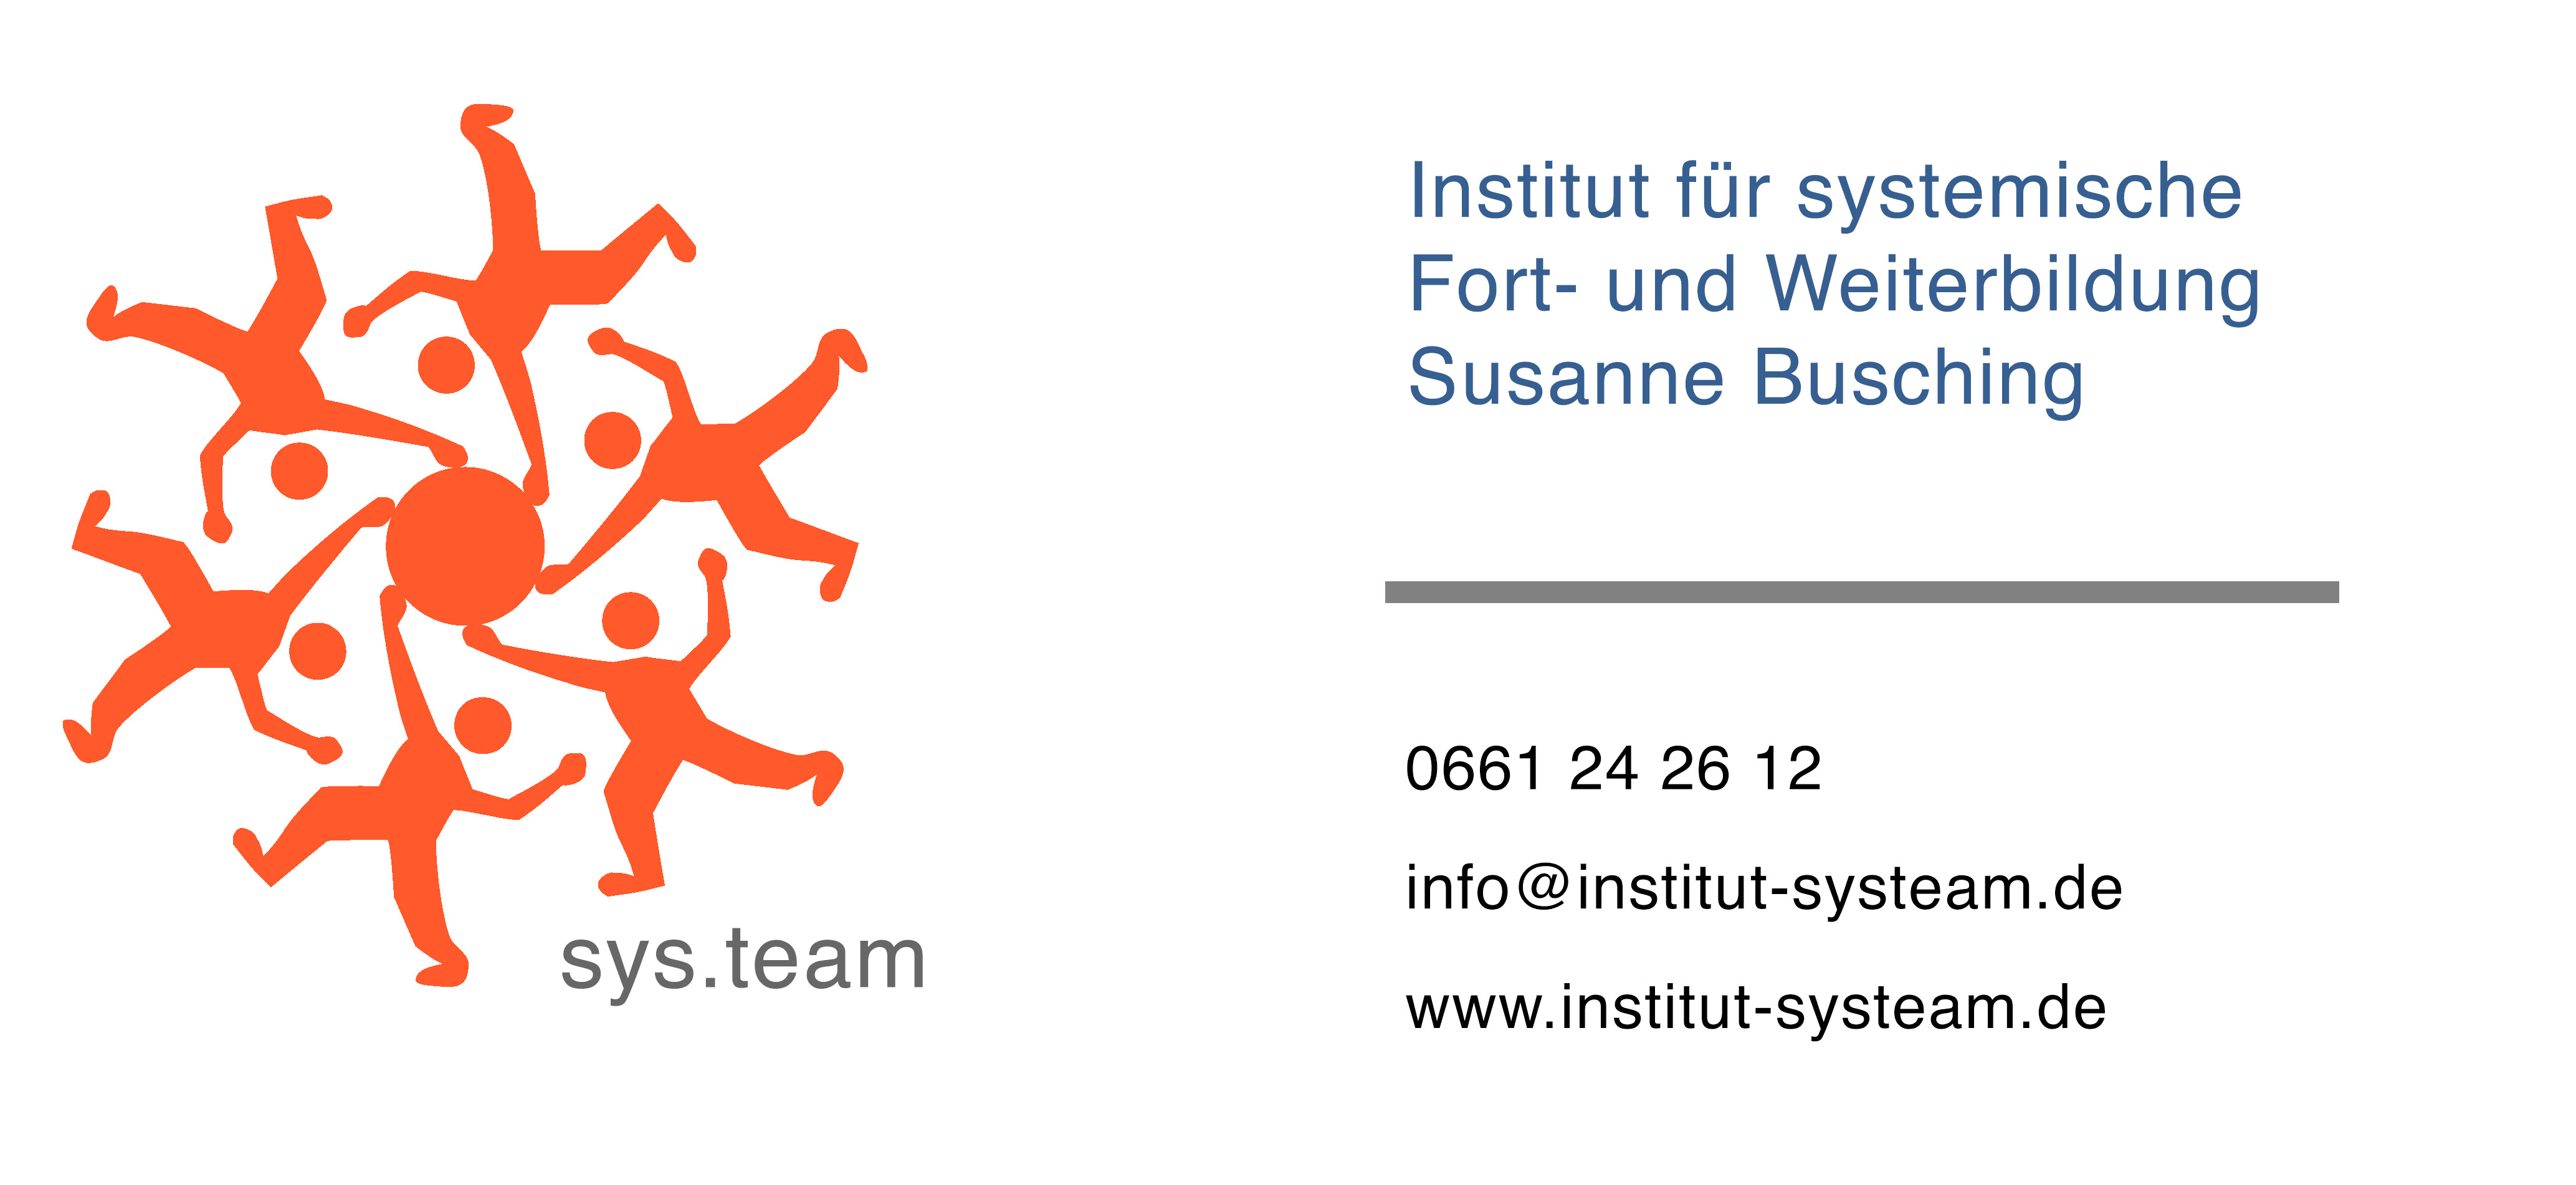 sys.team
Institut für systemische
Fort- und Weiterbildung
Susanne Busching
0661 24 26 12
info@institut-systeam.de
www.institut-systeam.de